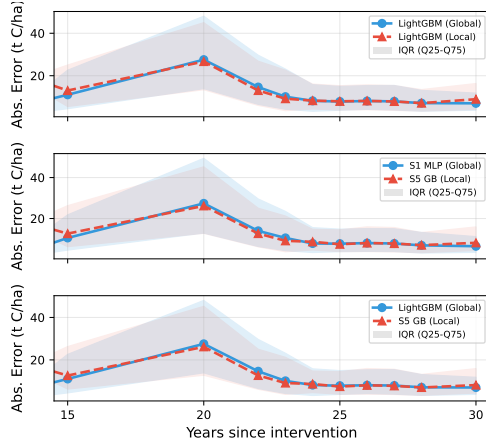 Abs. Error (t C/ha)
40
20
LightGBM (Global)
LightGBM (Local)
IQR (Q25-Q75)
Abs. Error (t C/ha)
40
20
S1 MLP (Global)
S5 GB (Local)
IQR (Q25-Q75)
Abs. Error (t C/ha)
40
20
LightGBM (Global)
S5 GB (Local)
IQR (Q25-Q75)
15 20 25 30
Years since intervention